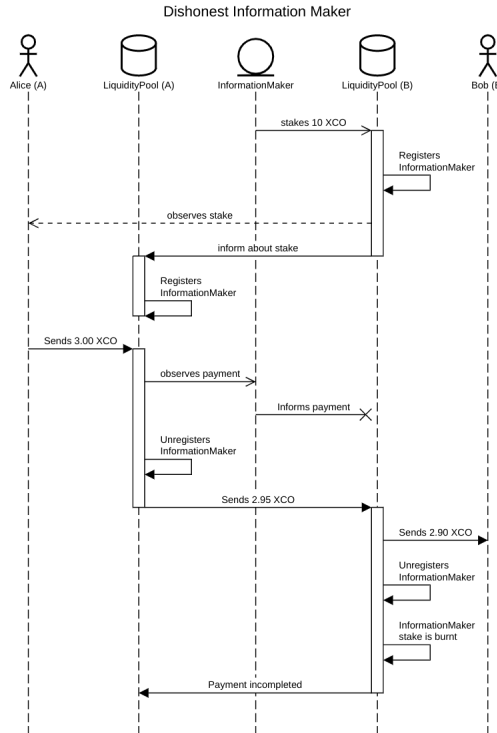 Dishonest Information Maker
Alice (A)
LiquidityPool (A)
InformationMaker
LiquidityPool (B)
Bob (
stakes 10 XCO
Registers
InformationMaker
observes stake
inform about stake
Registers
InformationMaker
Sends 3.00 XCO
observes payment
Informs payment
Unregisters
InformationMaker
Sends 2.95 XCO
Sends 2.90 XCO
Unregisters
InformationMaker
InformationMaker
stake is burnt
Payment incompleted